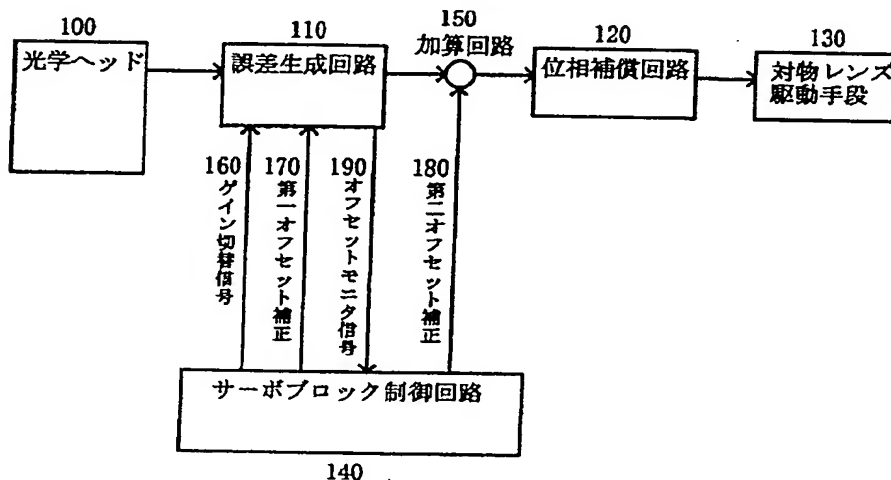 100
光学ヘッド
110
誤差生成回路
150
加算回路
120
位相補償回路
130
対物レンズ
駆動手段
160
ゲイン切替信号
170
第一オフセット補正
190
オフセットモニタ信号
180
第二オフセット補正
サーボブロック制御回路
140